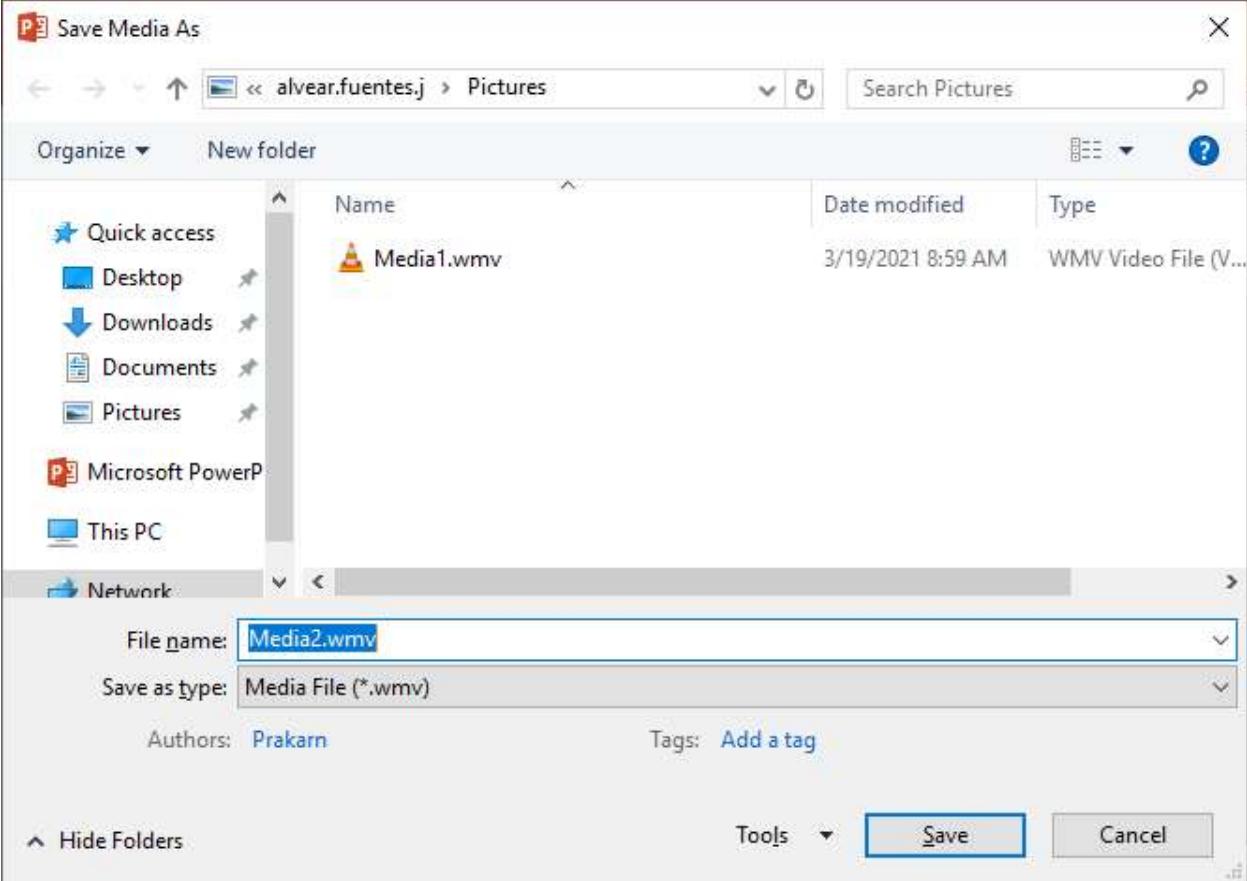 Save Media As
« alvear.fuentes.j › Pictures
Search Pictures
Organize
New folder
Name Date modified Type
Quick access
Media1.wmv 3/19/2021 8:59 AM WMV Video File (V...
Desktop
Downloads
Documents
Pictures
Microsoft PowerP
This PC
Network
File name: Media2.wmv
Save as type: Media File (*.wmv)
Authors: Prakarn Tags: Add a tag
Hide Folders Tools Save Cancel